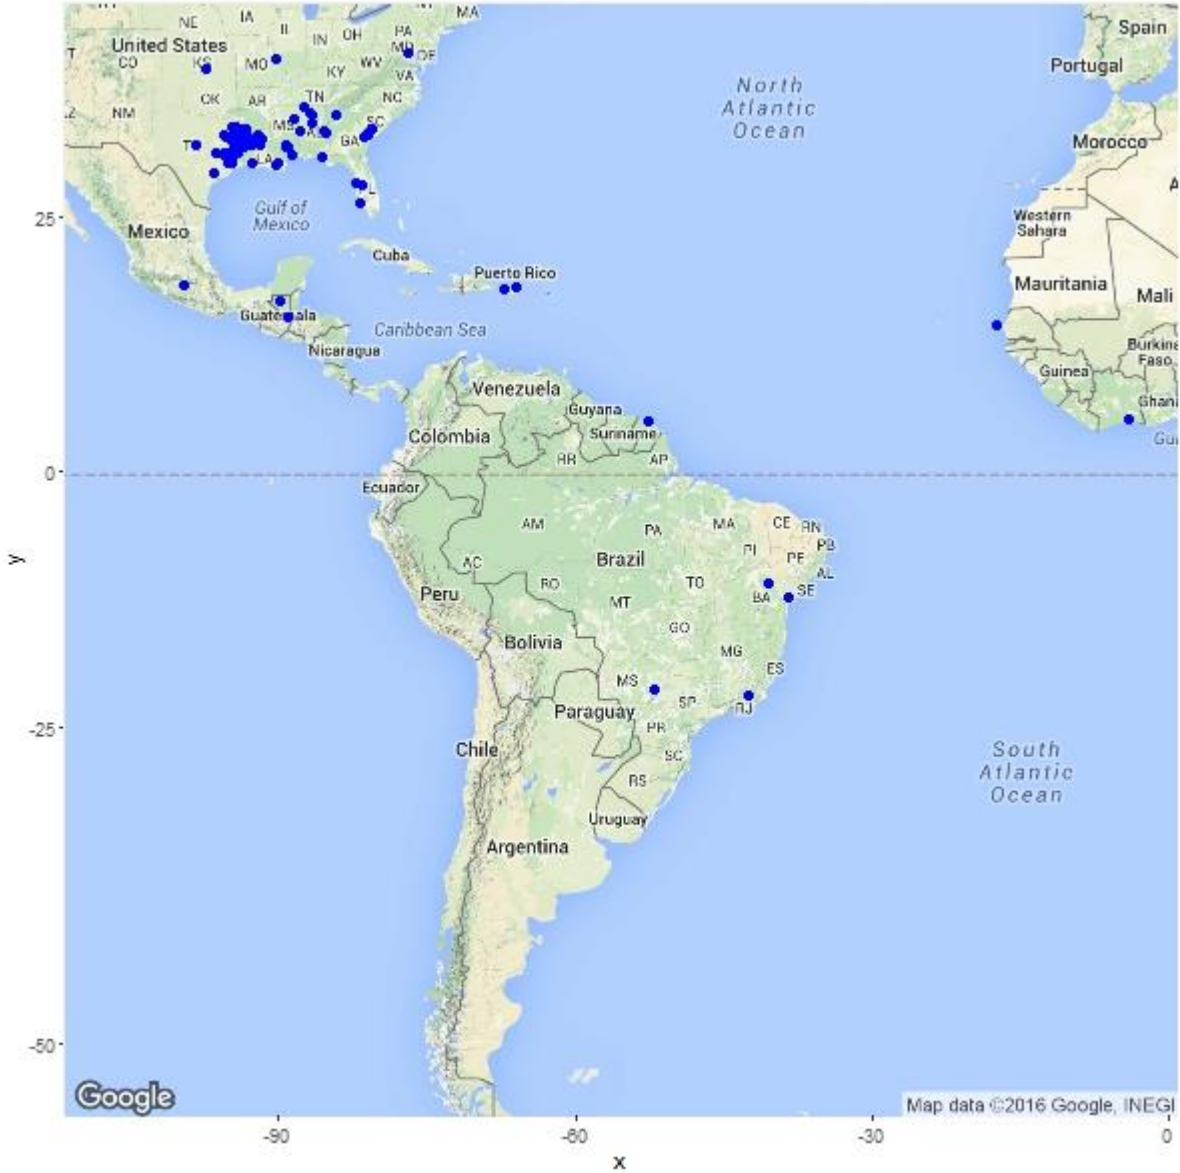 MA
NE
IA
IL
IN
OH
PA
United States
MD
DE
CO
KS
MO
WV
KY
VA
OK
AR
TN
NC
NM
MS
SC
GA
LA
Spain
Portugal
North
Atlantic
Ocean
Morocco
25
Gulf of
Mexico
Mexico
Western
Sahara
Cuba
Puerto Rico
Mauritania
Mali
Guatemala
Caribbean Sea
Nicaragua
Burkina
Faso
Guinea
Venezuela
Ghana
Guyana
Colombia
Suriname
RR
AP
0
Ecuador
AM
PA
MA
CE
RN
PB
PI
PE
y
Brazil
AC
AL
RO
TO
SE
Peru
MT
BA
GO
Bolivia
MG
ES
MS
SP
RJ
Paraguay
-25
PR
Chile
SC
South
Atlantic
Ocean
RS
Uruguay
Argentina
-50
Google
Map data ©2016 Google, INEGI
-90
-60
-30
0
x